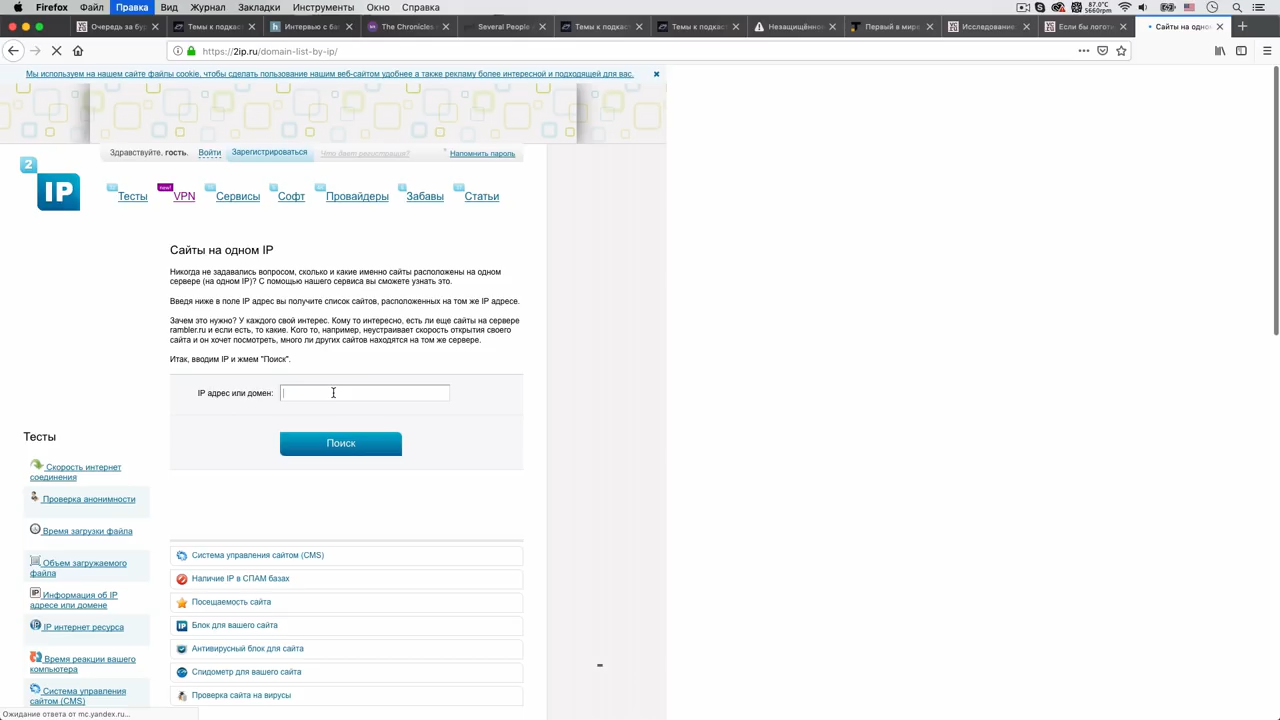 Firefox Файл Правка Вид Журнал Закладки Инструменты Окно Справка
87.0°C
5660rpm
Очередь за бу
Темы к подкас
Интервью с ба
The Chronicles
Several People
Темы к подкас
Темы к подкас
Незащищённо
Первый в мире
Исследование
Если бы логоти
Сайты на одно
https://2ip.ru/domain-list-by-ip/
Мы используем на нашем сайте файлы cookie, чтобы сделать пользование нашим веб-сайтом удобнее а также рекламу более интересной и подходящей для вас.
Здравствуйте, гость. Войти Зарегистрироваться Что дает регистрация? Напомнить пароль
2
IP
Тесты
new!
VPN
Сервисы
Софт
Провайдеры
Забавы
Статьи
Сайты на одном IP
Никогда не задавались вопросом, сколько и какие именно сайты расположены на одном
сервере (на одном IP)? С помощью нашего сервиса вы сможете узнать это.
Введя ниже в поле IP адрес вы получите список сайтов, расположенных на том же IP адресе.
Зачем это нужно? У каждого свой интерес. Кому то интересно, есть ли еще сайты на сервере
rambler.ru и если есть, то какие. Кого то, например, неустраивает скорость открытия своего
сайта и он хочет посмотреть, много ли других сайтов находятся на том же сервере.
Итак, вводим IP и жмем "Поиск".
IP адрес или домен:
Поиск
Тесты
Скорость интернет
соединения
Проверка анонимности
Время загрузки файла
Объем загружаемого
файла
Информация об IP
адресе или домене
IP интернет ресурса
Время реакции вашего
компьютера
Система управления
сайтом (CMS)
Система управления сайтом (CMS)
Наличие IP в СПАМ базах
Посещаемость сайта
Блок для вашего сайта
Антивирусный блок для сайта
Спидометр для вашего сайта
Проверка сайта на вирусы
Ожидание ответа от mc.yandex.ru...